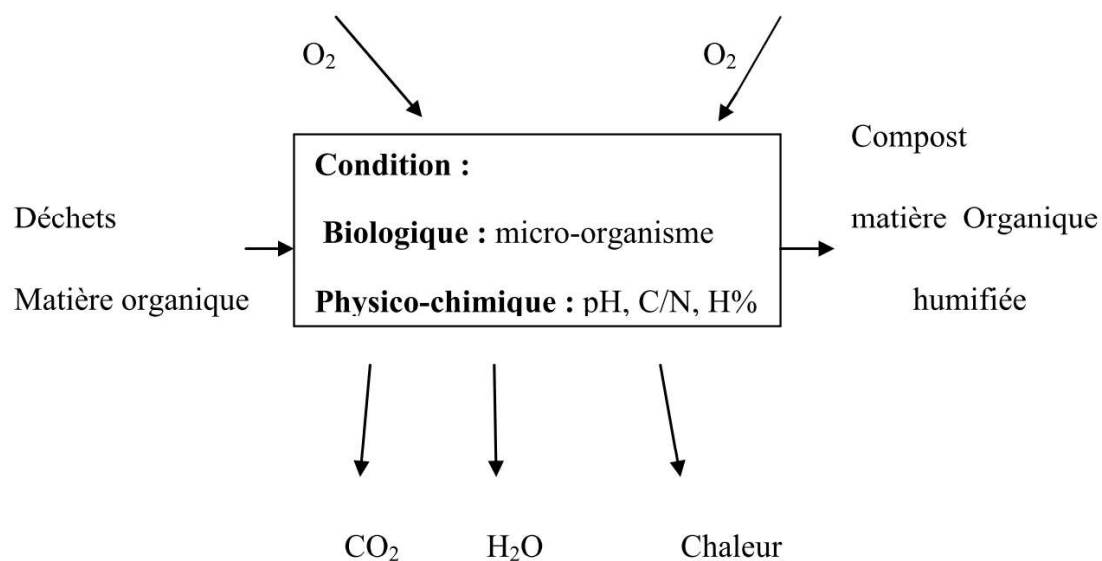 O₂ O₂
Condition :
Biologique : micro-organisme
Physico-chimique : pH, C/N, H%
Déchets
Matière organique
Compost
matière Organique
humifiée
CO₂ H₂O Chaleur